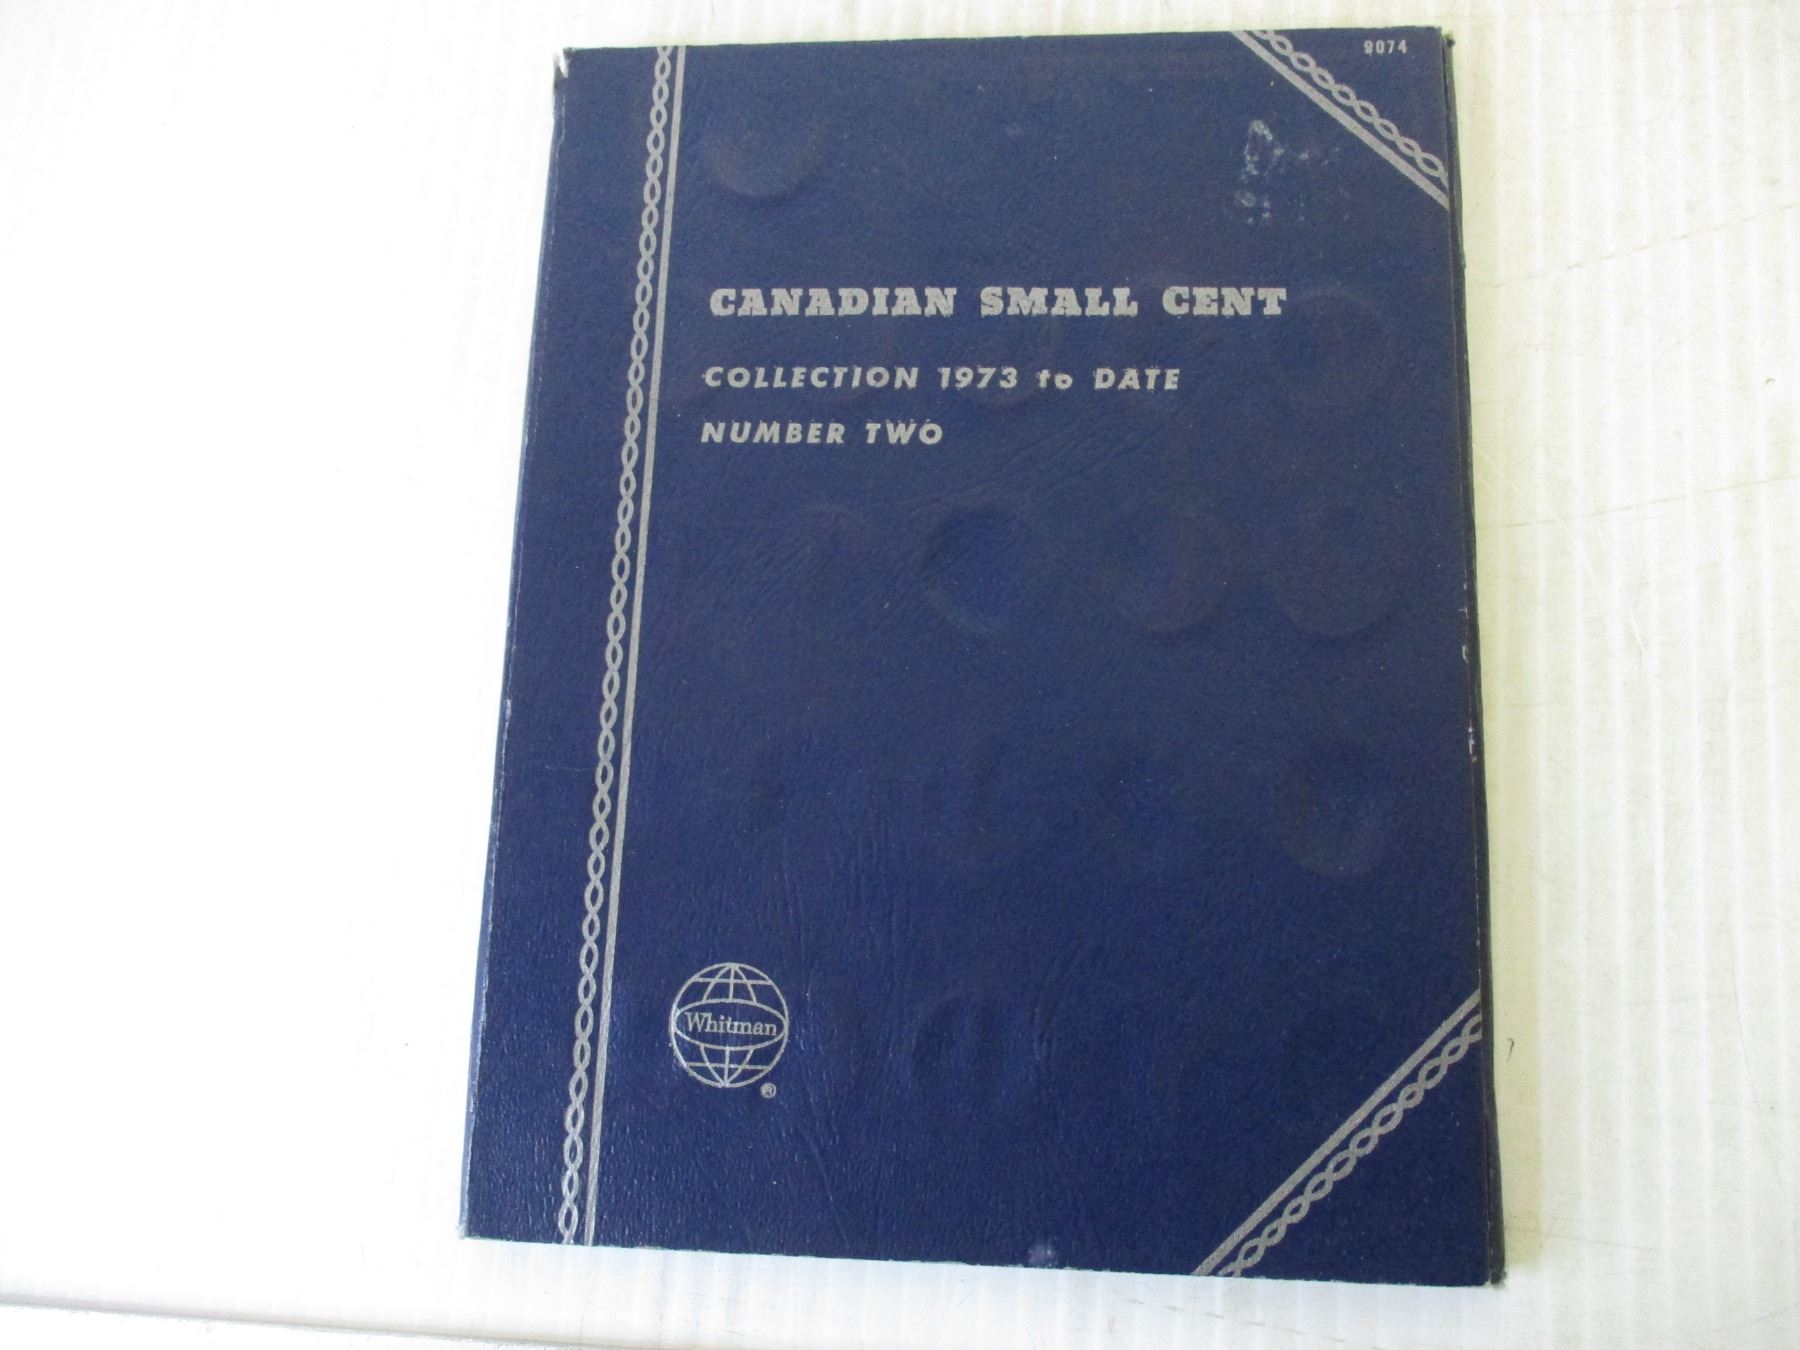 9074
CANADIAN SMALL CENT
COLLECTION 1973 to DATE
NUMBER TWO
Whitman
®